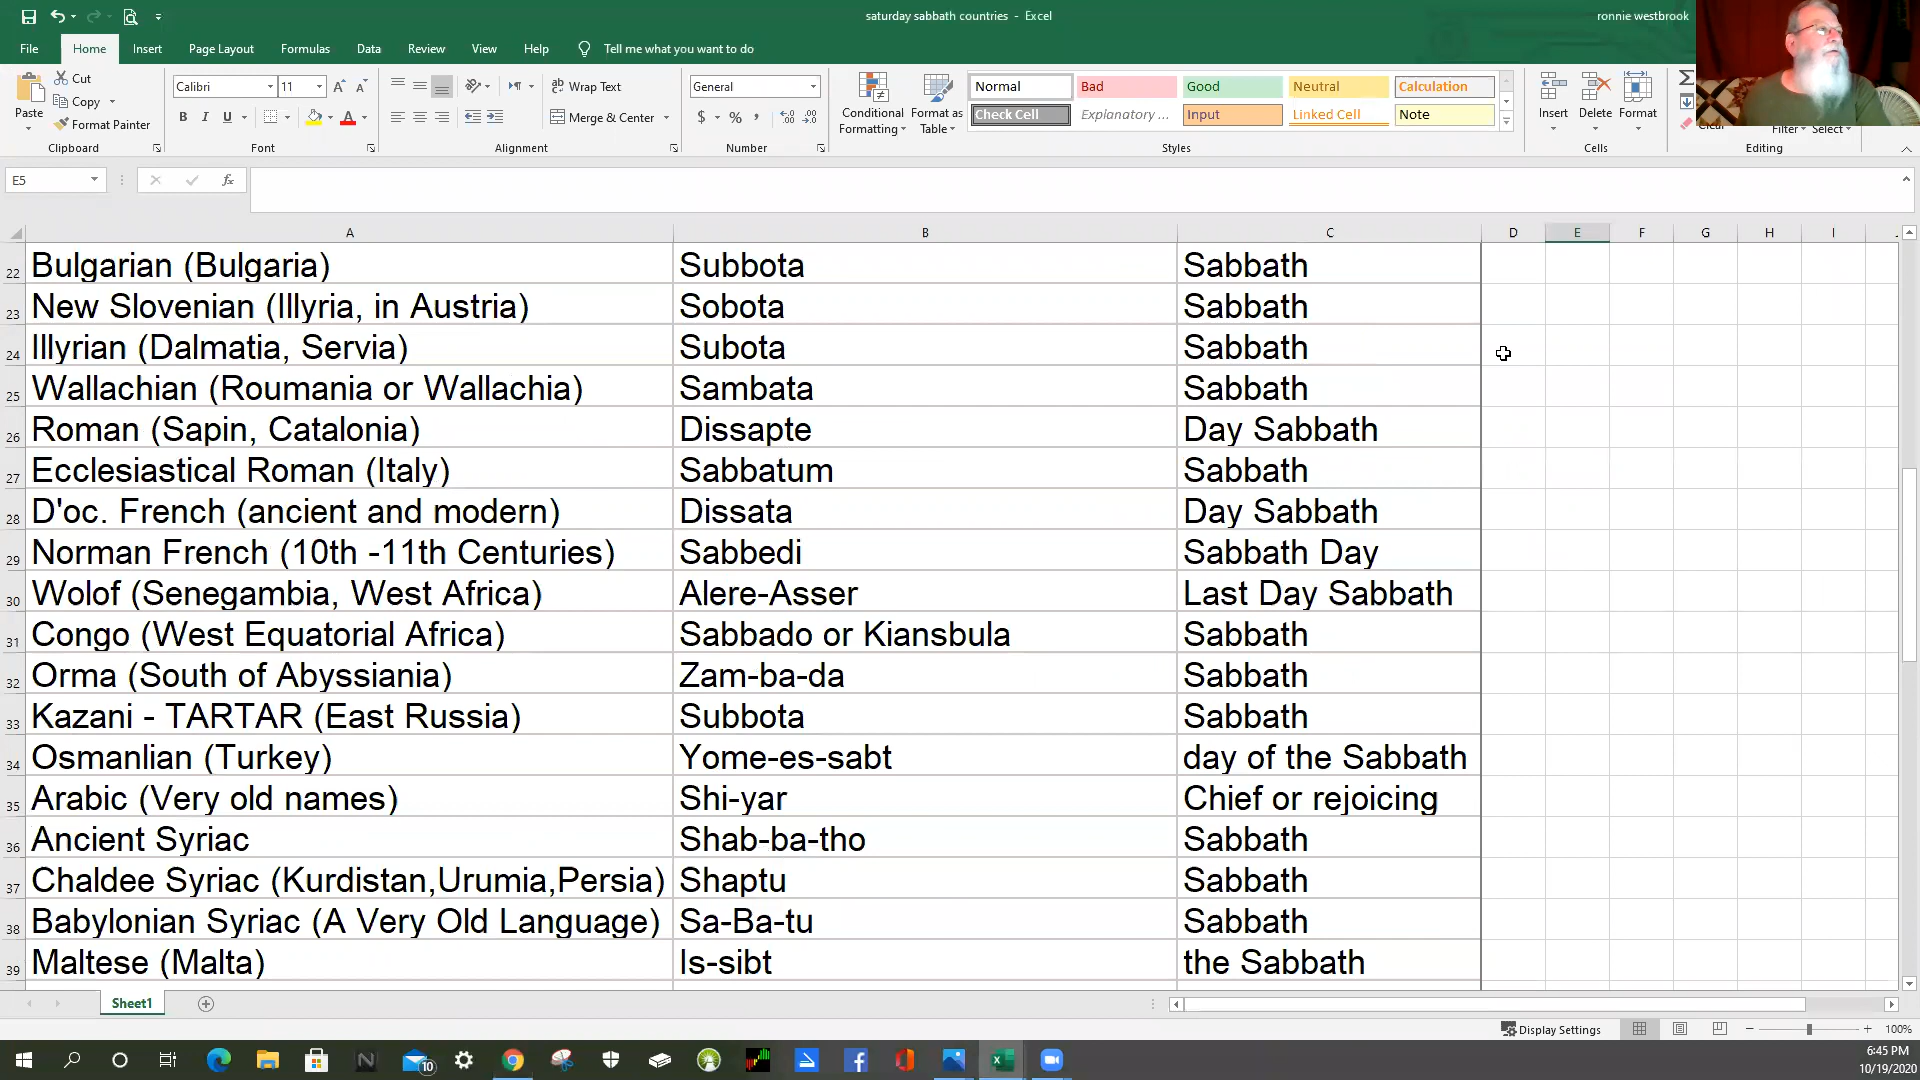 saturday sabbath countries - Excel
ronnie westbrook
File Home Insert Page Layout Formulas Data Review View Help Tell me what you want to do
Paste
Cut
Copy
Format Painter
Clipboard
Calibri 11
B I U
Font
Wrap Text
Merge & Center
Alignment
General
$ % ,
Number
Conditional Formatting
Format as Table
Normal Bad Good Neutral Calculation
Check Cell Explanatory ... Input Linked Cell Note
Styles
Insert Delete Format
Cells
Clear
Filter Select
Editing
E5
fx
A B C D E F G H I
22 Bulgarian (Bulgaria) Subbota Sabbath
23 New Slovenian (Illyria, in Austria) Sobota Sabbath
24 Illyrian (Dalmatia, Servia) Subota Sabbath
25 Wallachian (Roumania or Wallachia) Sambata Sabbath
26 Roman (Sapin, Catalonia) Dissapte Day Sabbath
27 Ecclesiastical Roman (Italy) Sabbatum Sabbath
28 D'oc. French (ancient and modern) Dissata Day Sabbath
29 Norman French (10th -11th Centuries) Sabbedi Sabbath Day
30 Wolof (Senegambia, West Africa) Alere-Asser Last Day Sabbath
31 Congo (West Equatorial Africa) Sabbado or Kiansbula Sabbath
32 Orma (South of Abyssiania) Zam-ba-da Sabbath
33 Kazani - TARTAR (East Russia) Subbota Sabbath
34 Osmanlian (Turkey) Yome-es-sabt day of the Sabbath
35 Arabic (Very old names) Shi-yar Chief or rejoicing
36 Ancient Syriac Shab-ba-tho Sabbath
37 Chaldee Syriac (Kurdistan,Urumia,Persia) Shaptu Sabbath
38 Babylonian Syriac (A Very Old Language) Sa-Ba-tu Sabbath
39 Maltese (Malta) Is-sibt the Sabbath
Sheet1
Display Settings
100%
10
6:45 PM
10/19/2020